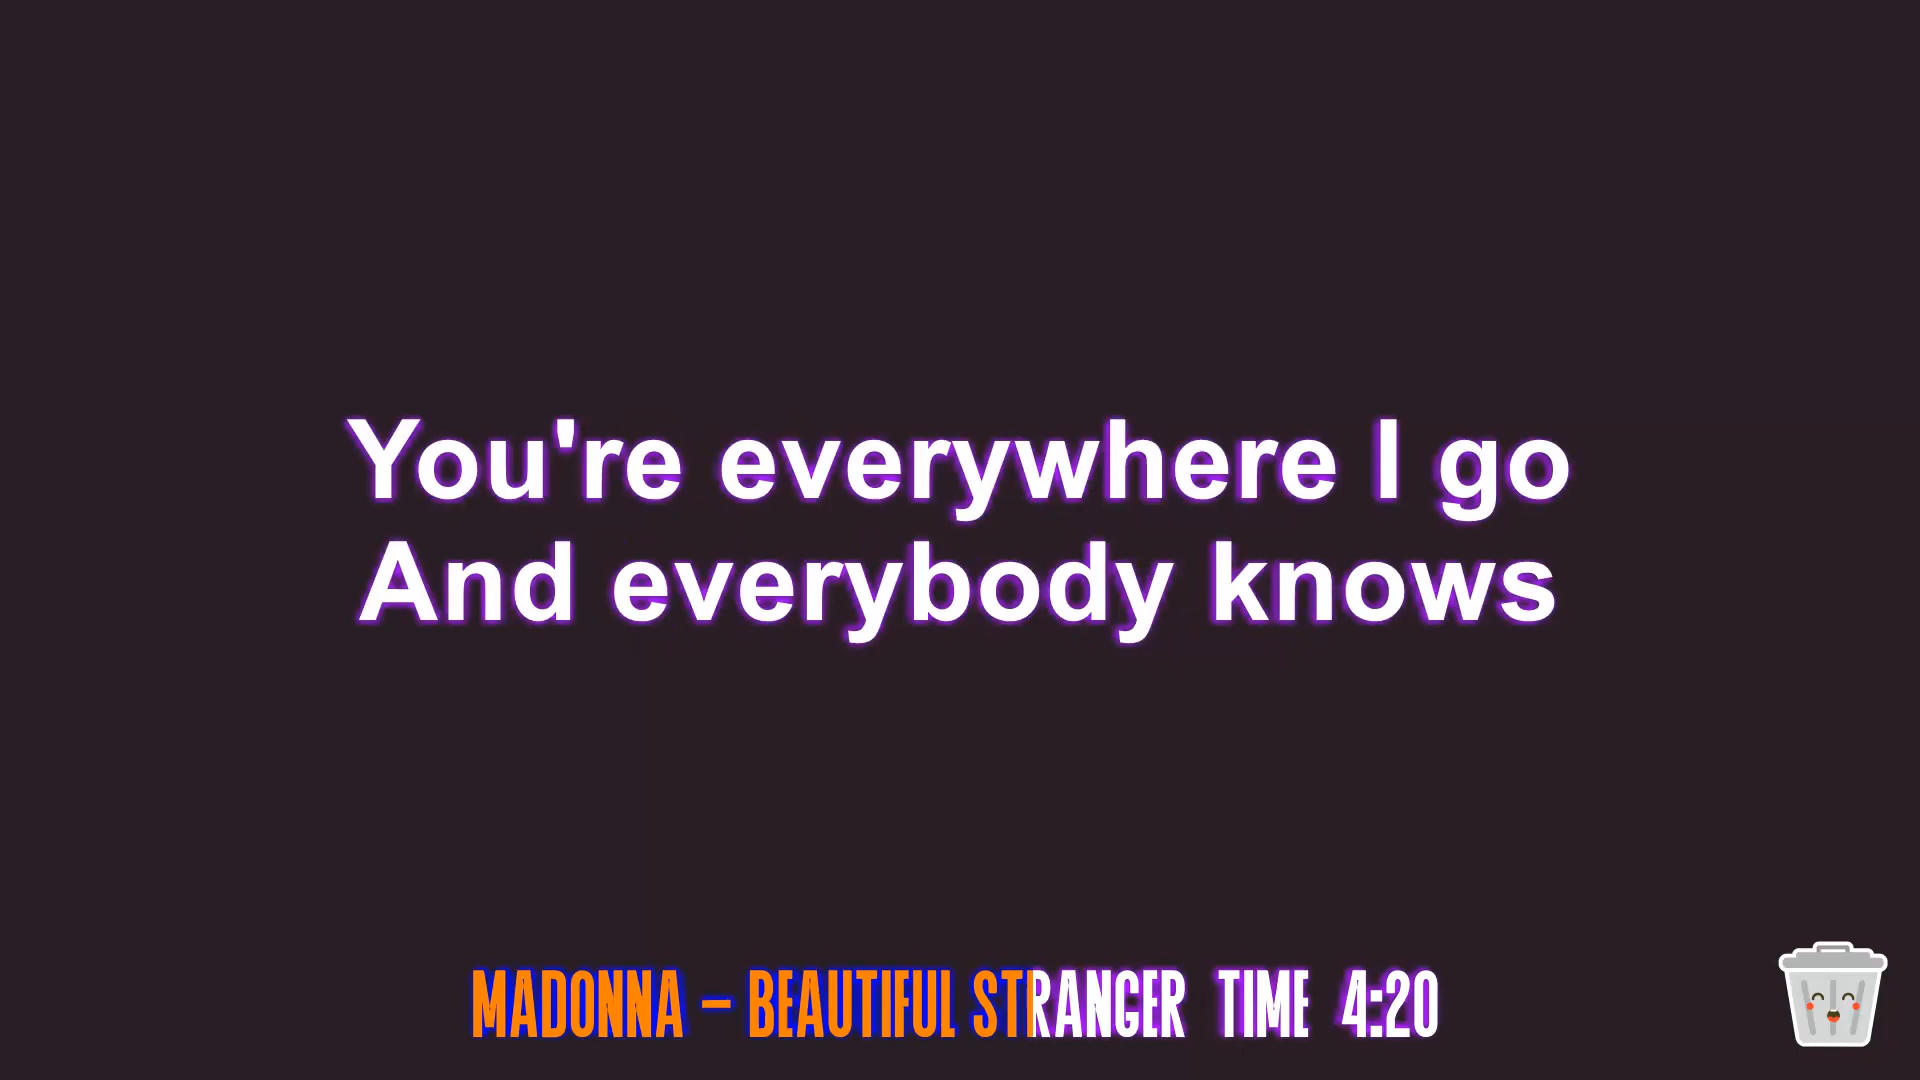 You're everywhere I go
And everybody knows
MADONNA – BEAUTIFUL STRANGER TIME 4:20